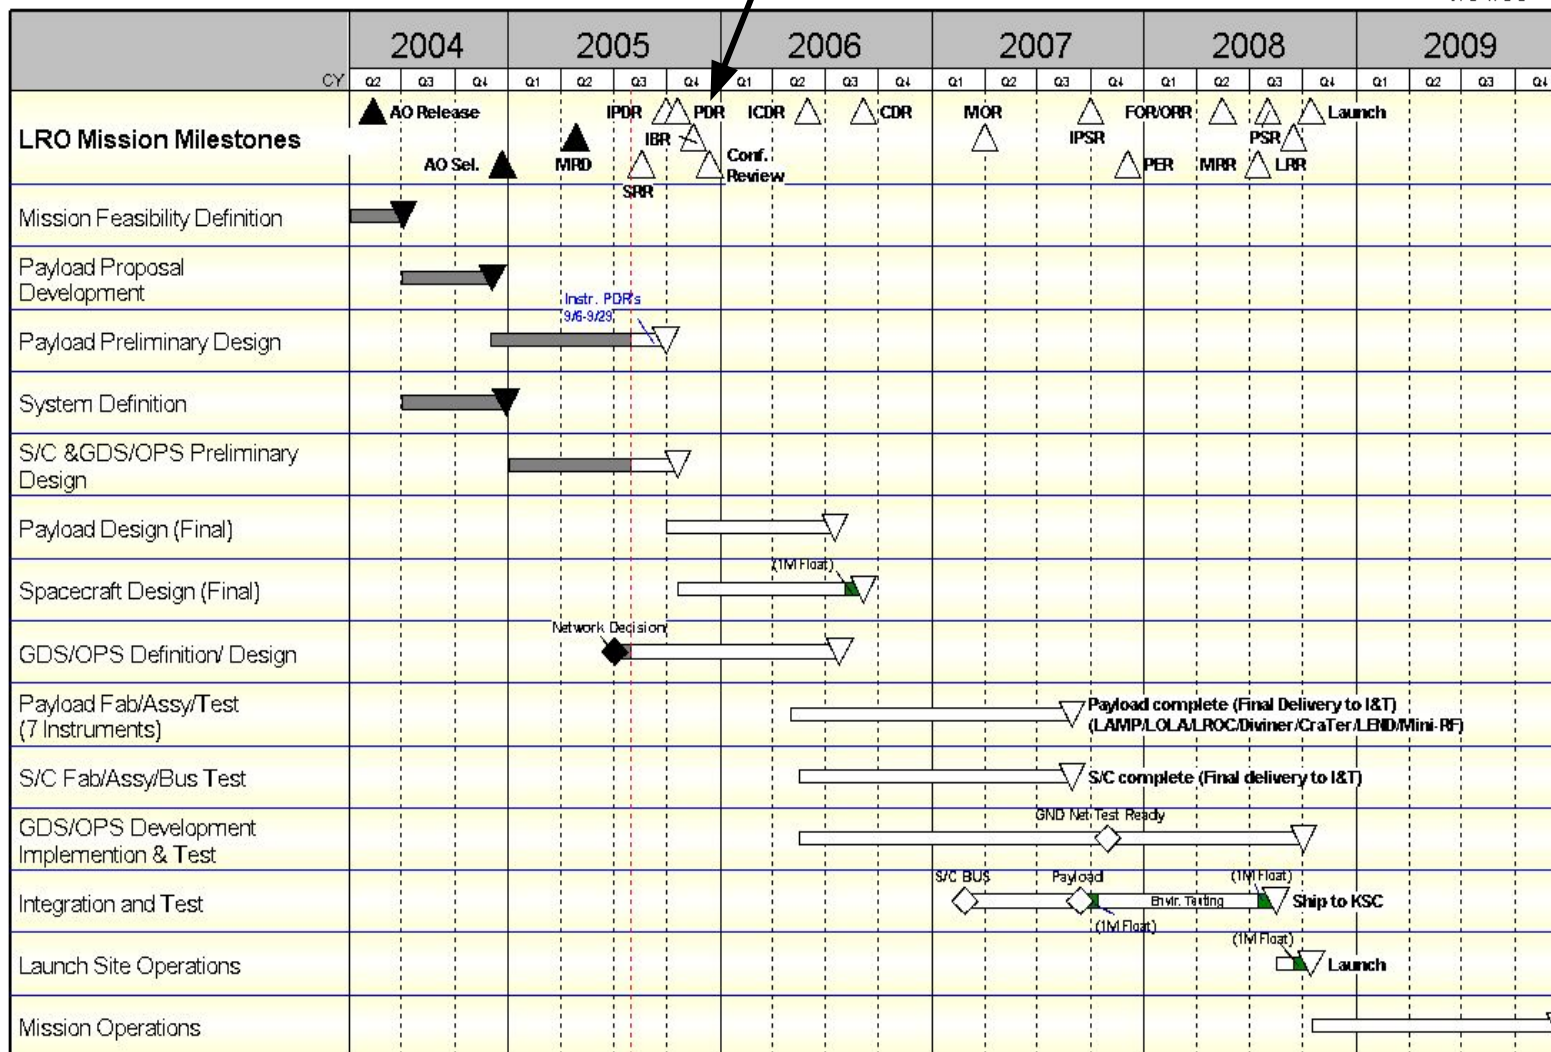 2004 2005 2006 2007 2008 2009
CY Q2 Q3 Q4 Q1 Q2 Q3 Q4 Q1 Q2 Q3 Q4 Q1 Q2 Q3 Q4 Q1 Q2 Q3 Q4 Q1 Q2 Q3 Q4
LRO Mission Milestones
AO Release IPDR PDR ICDR CDR MOR FOR/ORR Launch
IBR IPSR PSR
AO Sel. MRD Conf. PER MRR LRR
Review
SRR
Mission Feasibility Definition
Payload Proposal
Development
Instr. PDR's
9/6-9/29
Payload Preliminary Design
System Definition
S/C &GDS/OPS Preliminary
Design
Payload Design (Final)
(1M Float)
Spacecraft Design (Final)
Network Decision
GDS/OPS Definition/ Design
Payload Fab/Assy/Test
(7 Instruments)
Payload complete (Final Delivery to I&T)
(LAMP/LOLA/LROC/Diviner/CraTer/LEND/Mini-RF)
S/C Fab/Assy/Bus Test
S/C complete (Final delivery to I&T)
GDS/OPS Development
Implemention & Test
GND Net Test Ready
S/C BUS Payload (1M Float)
Integration and Test Envir. Testing Ship to KSC
(1M Float)
(1M Float)
Launch Site Operations Launch
Mission Operations